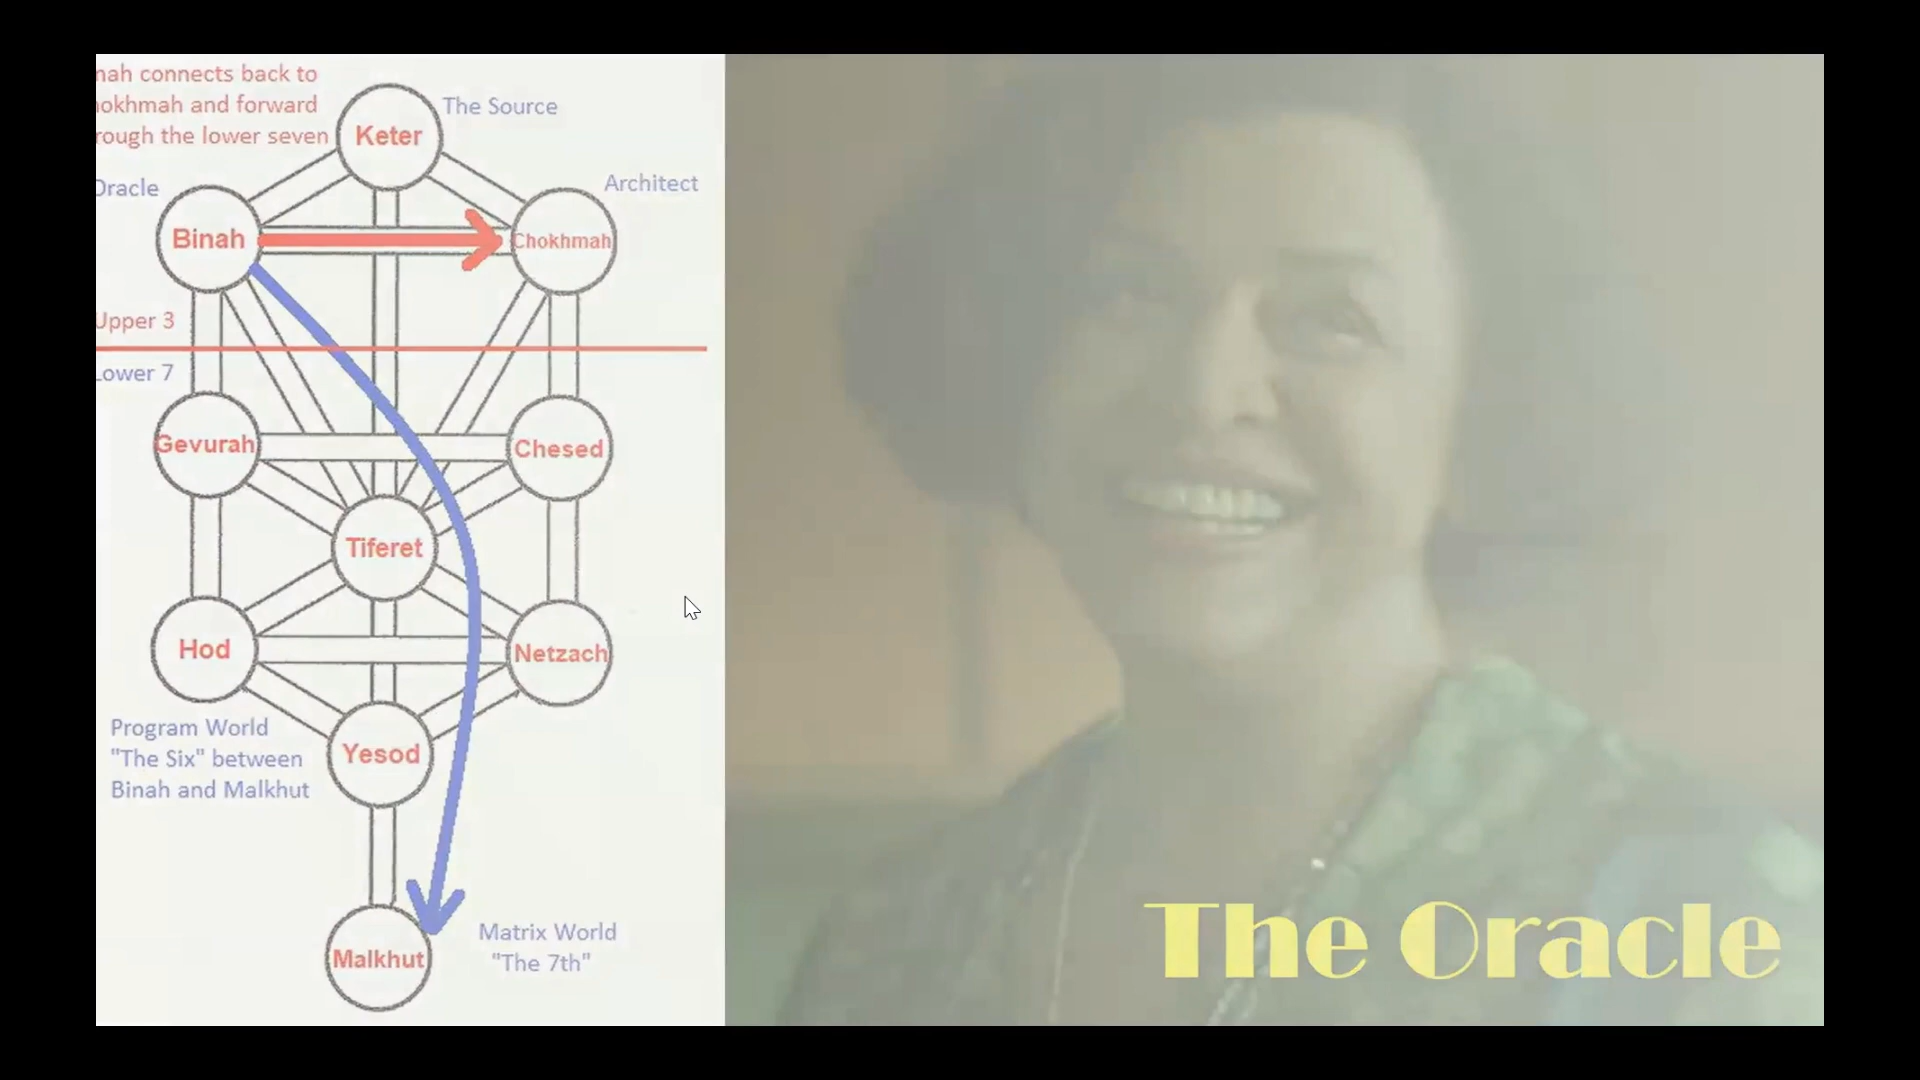 nah connects back to
hokhmah and forward
rough the lower seven
Keter
The Source
Oracle
Architect
Binah
Chokhmah
Upper 3
Lower 7
Gevurah
Chesed
Tiferet
Hod
Netzach
Program World
"The Six" between
Binah and Malkhut
Yesod
Malkhut
Matrix World
"The 7th"
The Oracle